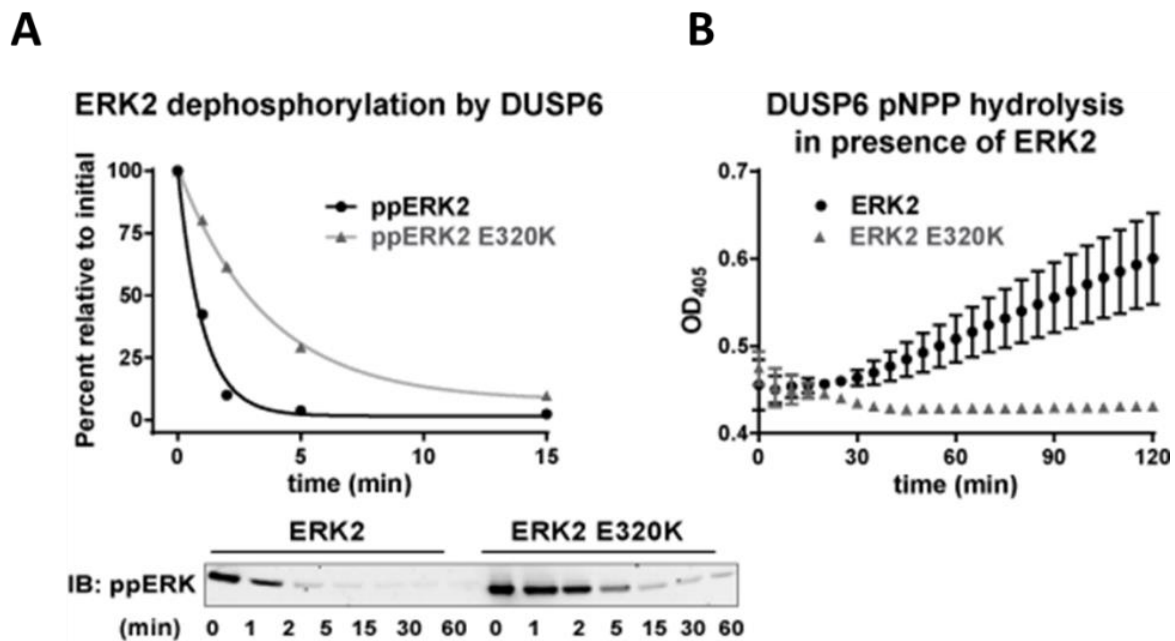 A
B
ERK2 dephosphorylation by DUSP6
DUSP6 pNPP hydrolysis
in presence of ERK2
Percent relative to initial
100
75
50
25
0
ppERK2
ppERK2 E320K
0 5 10 15
time (min)
OD405
0.7
0.6
0.5
0.4
ERK2
ERK2 E320K
0 30 60 90 120
time (min)
ERK2 ERK2 E320K
IB: ppERK
(min) 0 1 2 5 15 30 60 0 1 2 5 15 30 60